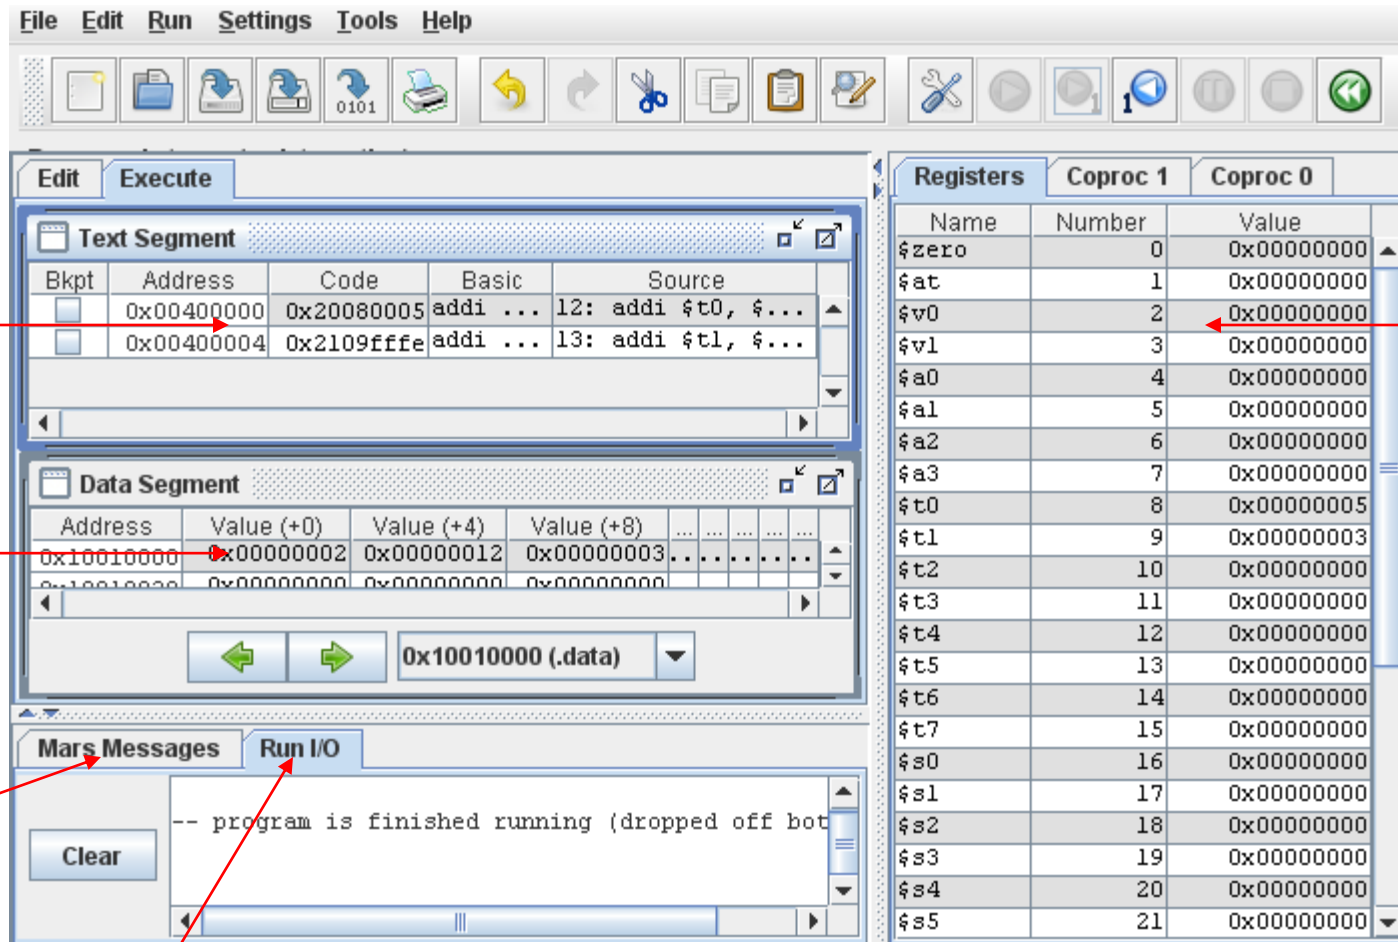 File Edit Run Settings Tools Help
0101
1
1
Edit Execute
Text Segment
Bkpt Address Code Basic Source
0x00400000 0x20080005 addi ... 12: addi $t0, $...
0x00400004 0x2109fffe addi ... 13: addi $t1, $...
Data Segment
Address Value (+0) Value (+4) Value (+8) ... ... ... ... ...
0x10010000 0x00000002 0x00000012 0x00000003 ...
0x10010020 0x00000000 0x00000000 0x00000000
0x10010000 (.data)
Mars Messages Run I/O
-- program is finished running (dropped off bot
Clear
Registers Coproc 1 Coproc 0
Name Number Value
$zero 0 0x00000000
$at 1 0x00000000
$v0 2 0x00000000
$v1 3 0x00000000
$a0 4 0x00000000
$a1 5 0x00000000
$a2 6 0x00000000
$a3 7 0x00000000
$t0 8 0x00000005
$t1 9 0x00000003
$t2 10 0x00000000
$t3 11 0x00000000
$t4 12 0x00000000
$t5 13 0x00000000
$t6 14 0x00000000
$t7 15 0x00000000
$s0 16 0x00000000
$s1 17 0x00000000
$s2 18 0x00000000
$s3 19 0x00000000
$s4 20 0x00000000
$s5 21 0x00000000